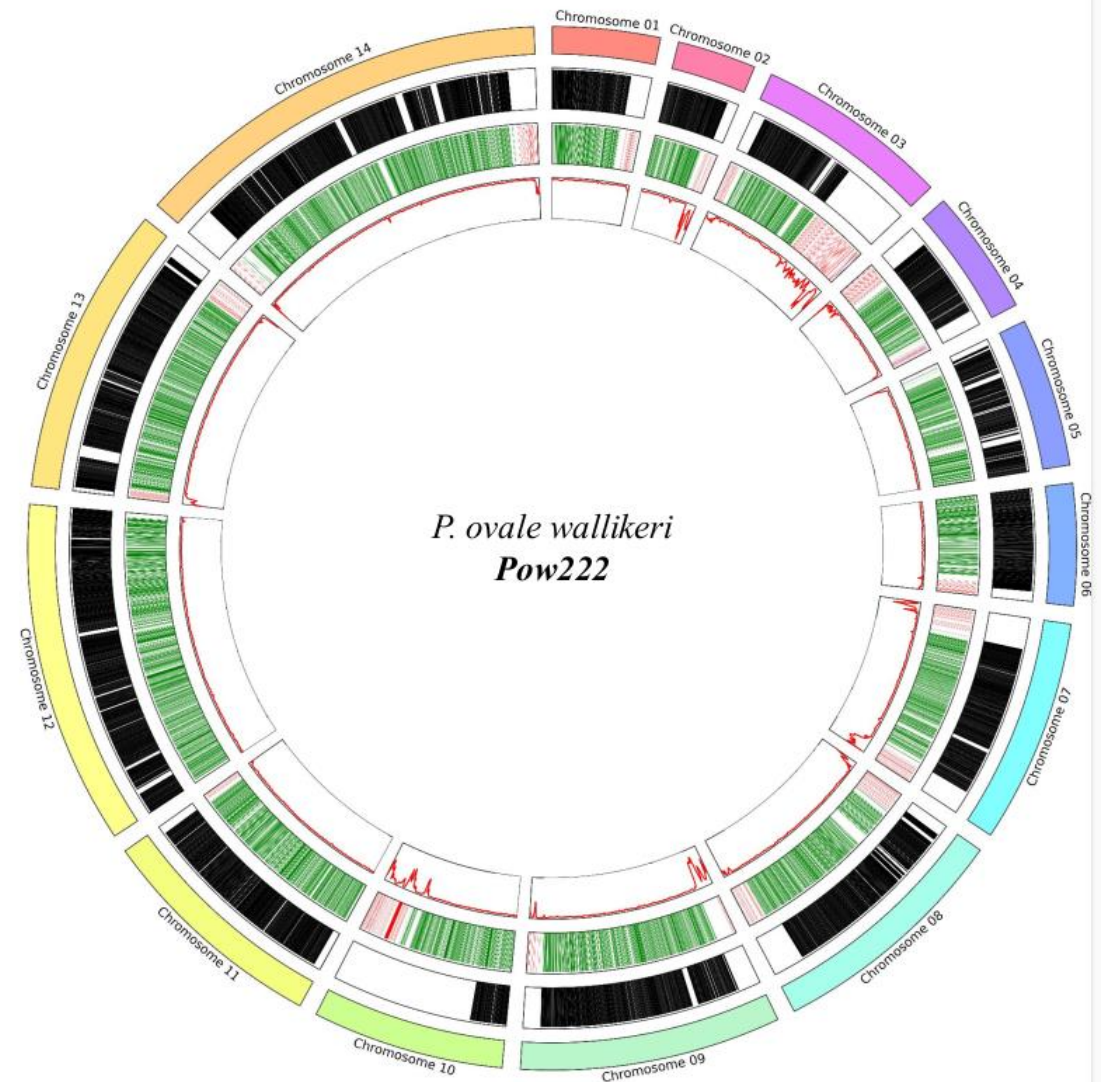 Chromosome 01
Chromosome 02
Chromosome 03
Chromosome 04
Chromosome 05
Chromosome 06
Chromosome 07
Chromosome 08
Chromosome 09
Chromosome 10
Chromosome 11
Chromosome 12
Chromosome 13
Chromosome 14
P. ovale wallikeri
Pow222